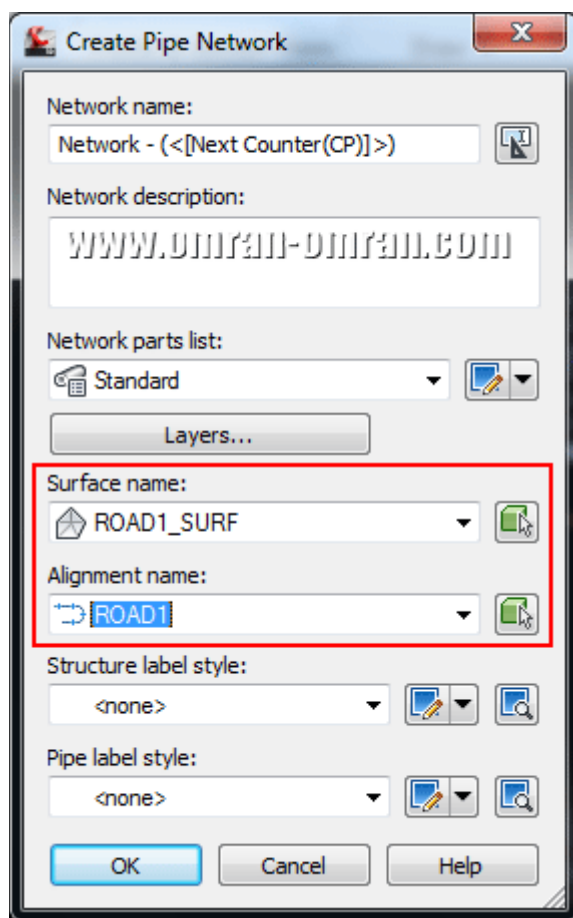 Create Pipe Network
Network name:
Network - (<[Next Counter(CP)]>)
Network description:
www.omran-omran.com
Network parts list:
Standard
Layers...
Surface name:
ROAD1_SURF
Alignment name:
ROAD1
Structure label style:
<none>
Pipe label style:
<none>
OK Cancel Help